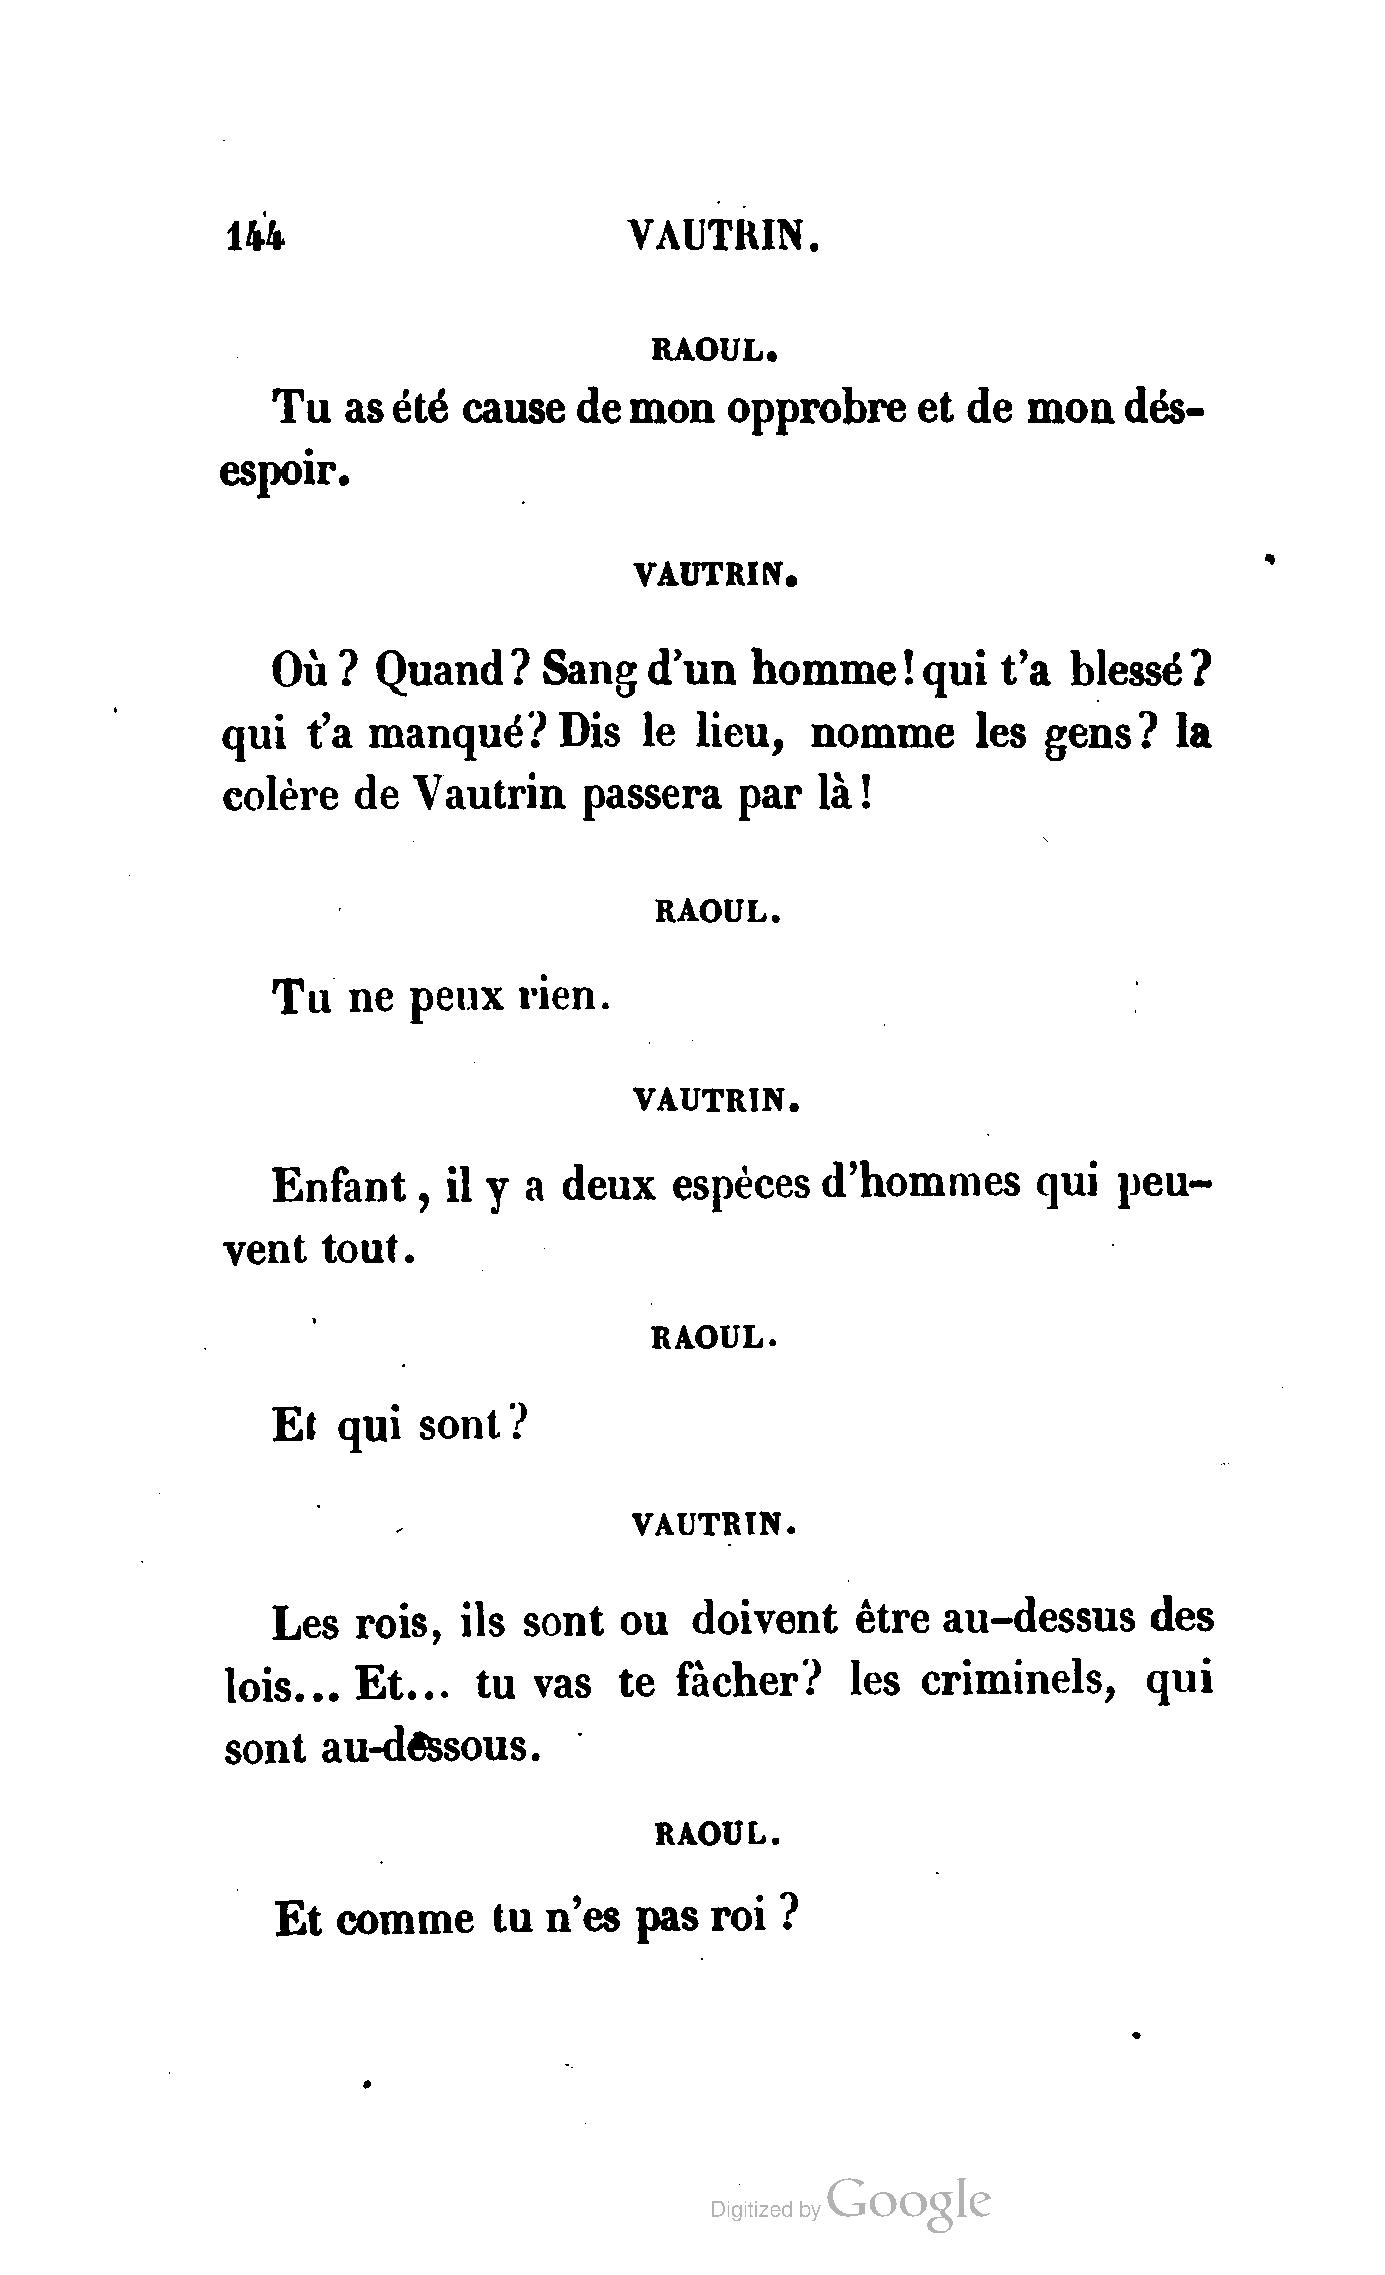 144 VAUTRIN.
RAOUL.
Tu as été cause de mon opprobre et de mon dés-
espoir.
VAUTRIN.
Où ? Quand ? Sang d'un homme ! qui t'a blessé ?
qui t'a manqué ? Dis le lieu, nomme les gens ? la
colère de Vautrin passera par là !
RAOUL.
Tu ne peux rien.
VAUTRIN.
Enfant , il y a deux espèces d'hommes qui peu-
vent tout.
RAOUL.
Et qui sont ?
VAUTRIN.
Les rois, ils sont ou doivent être au-dessus des
lois... Et... tu vas te fâcher ? les criminels, qui
sont au-dessous.
RAOUL.
Et comme tu n'es pas roi ?
Digitized by Google